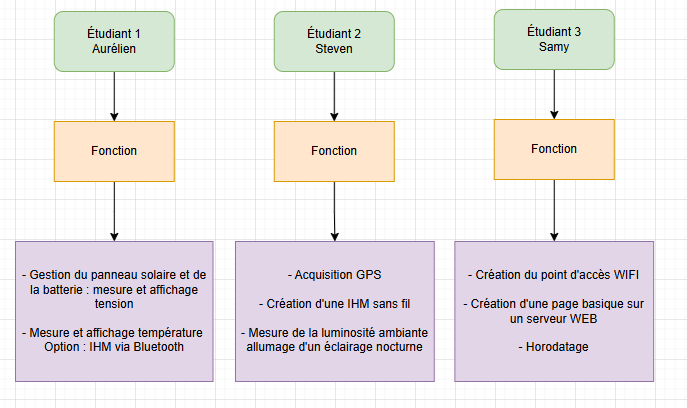 Étudiant 1
Aurélien
Étudiant 2
Steven
Étudiant 3
Samy
Fonction
Fonction
Fonction
- Gestion du panneau solaire et de
la batterie : mesure et affichage
tension
- Mesure et affichage température
Option : IHM via Bluetooth
- Acquisition GPS
- Création d'une IHM sans fil
- Mesure de la luminosité ambiante
allumage d'un éclairage nocturne
- Création du point d'accès WIFI
- Création d'une page basique sur
un serveur WEB
- Horodatage